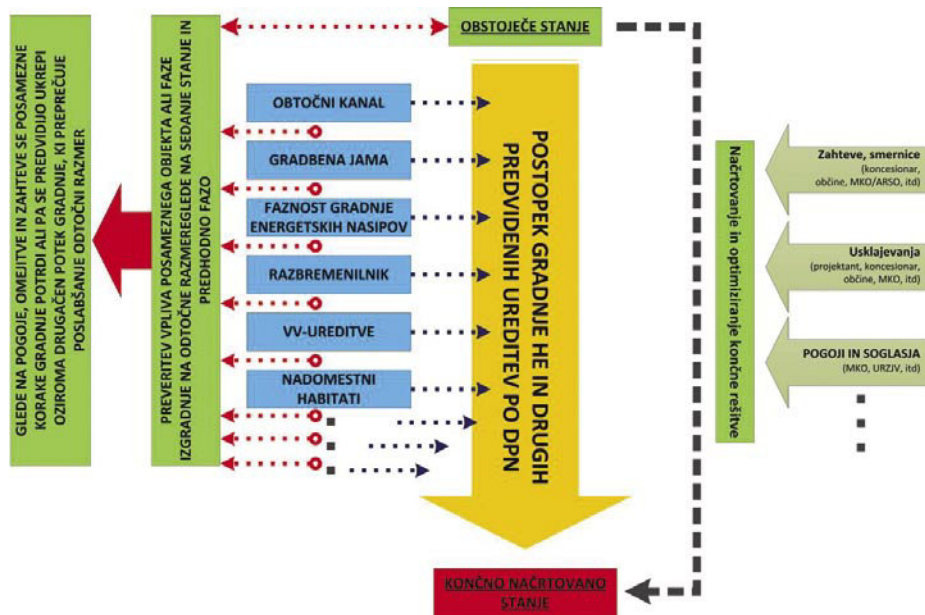 GLEDE NA POGOJE, OMEJITVE IN ZAHTEVE SE POSAMEZNE
KORAKE GRADNJE POTRDI ALI PA SE PREDVIDIJO UKREPI
OZIROMA DRUGAČEN POTEK GRADNJE, KI PREPREČUJE
POSLABŠANJE ODTOČNI RAZMER
PREVERITEV VPLIVA POSAMEZNEGA OBJEKTA ALI FAZE
IZGRADNJE NA ODTOČNE RAZMEREGLEDE NA SEDANJE STANJE IN
PREDHODNO FAZO
OBSTOJEČE STANJE
OBTOČNI KANAL
GRADBENA JAMA
FAZNOST GRADNJE
ENERGETSKIH NASIPOV
RAZBREMENILNIK
VV-UREDITVE
NADOMESTNI
HABITATI
POSTOPEK GRADNJE HE IN DRUGIH
PREDVIDENIH UREDITEV PO DPN
KONČNO NAČRTOVANO
STANJE
Načrtovanje in optimiziranje končne rešitve
Zahteve, smernice
(koncesionar,
občine, MKO/ARSO, itd)
Usklajevanja
(projektant, koncesionar,
občine, MKO, itd)
POGOJI IN SOGLASJA
(MKO, URZJV, itd)